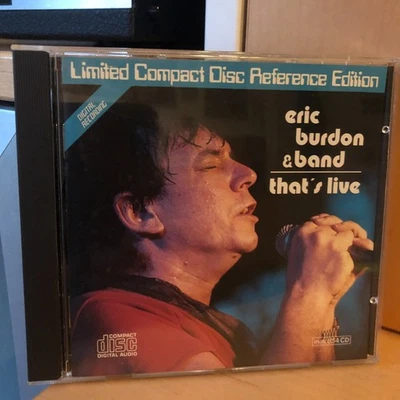 Limited Compact Disc Reference Edition
DIGITAL
RECORDING
eric
burdon
&band
that's live
COMPACT
disc
DIGITAL AUDIO